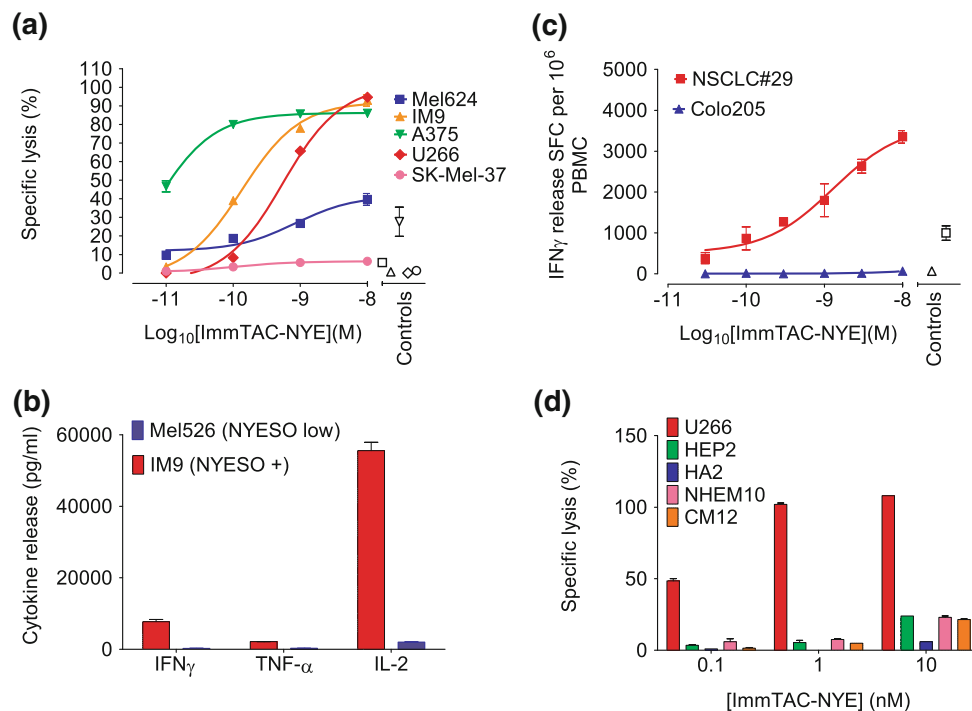 (a)
Specific lysis (%)
110
100
90
80
70
60
50
40
30
20
10
0
Mel624
IM9
A375
U266
SK-Mel-37
-11
-10
-9
-8
Log10[ImmTAC-NYE](M)
Controls
(c)
IFNγ release SFC per 10^6
PBMC
5000
4000
3000
2000
1000
0
NSCLC#29
Colo205
-11
-10
-9
-8
Log10[ImmTAC-NYE](M)
Controls
(b)
Cytokine release (pg/ml)
60000
40000
20000
0
Mel526 (NYESO low)
IM9 (NYESO +)
IFNγ
TNF-α
IL-2
(d)
Specific lysis (%)
150
100
50
0
U266
HEP2
HA2
NHEM10
CM12
0.1
1
10
[ImmTAC-NYE] (nM)